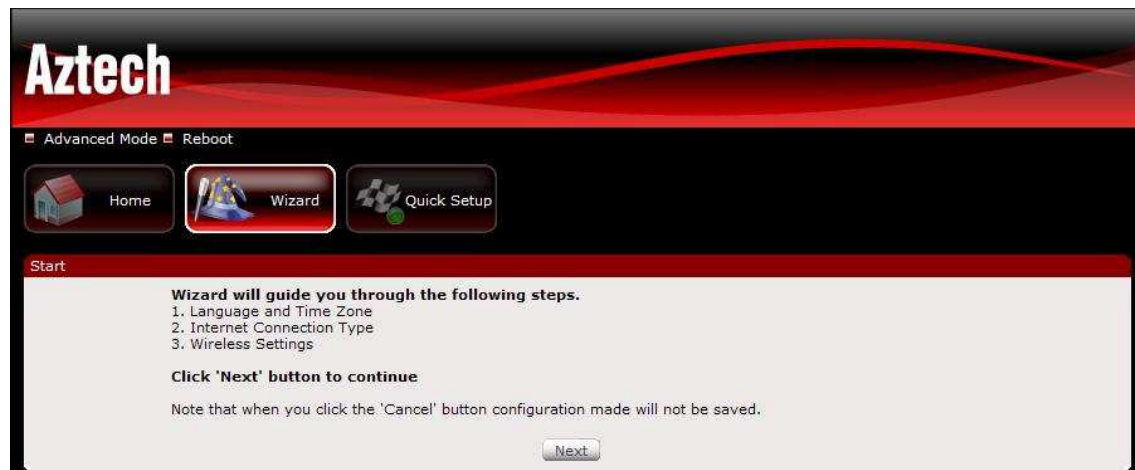 Aztech
Advanced Mode Reboot
Home Wizard Quick Setup
Start
Wizard will guide you through the following steps.
1. Language and Time Zone
2. Internet Connection Type
3. Wireless Settings
Click 'Next' button to continue
Note that when you click the 'Cancel' button configuration made will not be saved.
Next